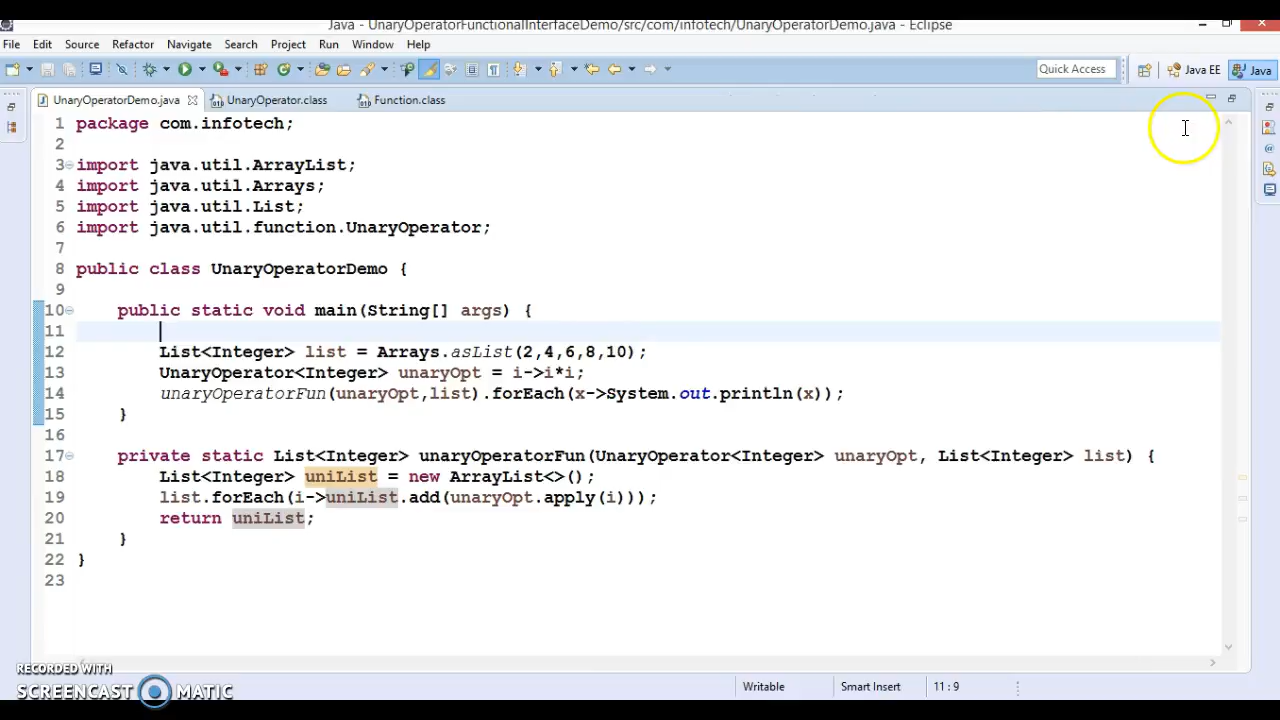 Java - UnaryOperatorFunctionalInterfaceDemo/src/com/infotech/UnaryOperatorDemo.java - Eclipse
File Edit Source Refactor Navigate Search Project Run Window Help
Quick Access Java EE Java
UnaryOperatorDemo.java UnaryOperator.class Function.class
1 package com.infotech;
2
3 import java.util.ArrayList;
4 import java.util.Arrays;
5 import java.util.List;
6 import java.util.function.UnaryOperator;
7
8 public class UnaryOperatorDemo {
9
10 public static void main(String[] args) {
11
12 List<Integer> list = Arrays.asList(2,4,6,8,10);
13 UnaryOperator<Integer> unaryOpt = i->i*i;
14 unaryOperatorFun(unaryOpt,list).forEach(x->System.out.println(x));
15 }
16
17 private static List<Integer> unaryOperatorFun(UnaryOperator<Integer> unaryOpt, List<Integer> list) {
18 List<Integer> uniList = new ArrayList<>();
19 list.forEach(i->uniList.add(unaryOpt.apply(i)));
20 return uniList;
21 }
22 }
23
RECORDED WITH
SCREENCAST MATIC
Writable Smart Insert 11 : 9